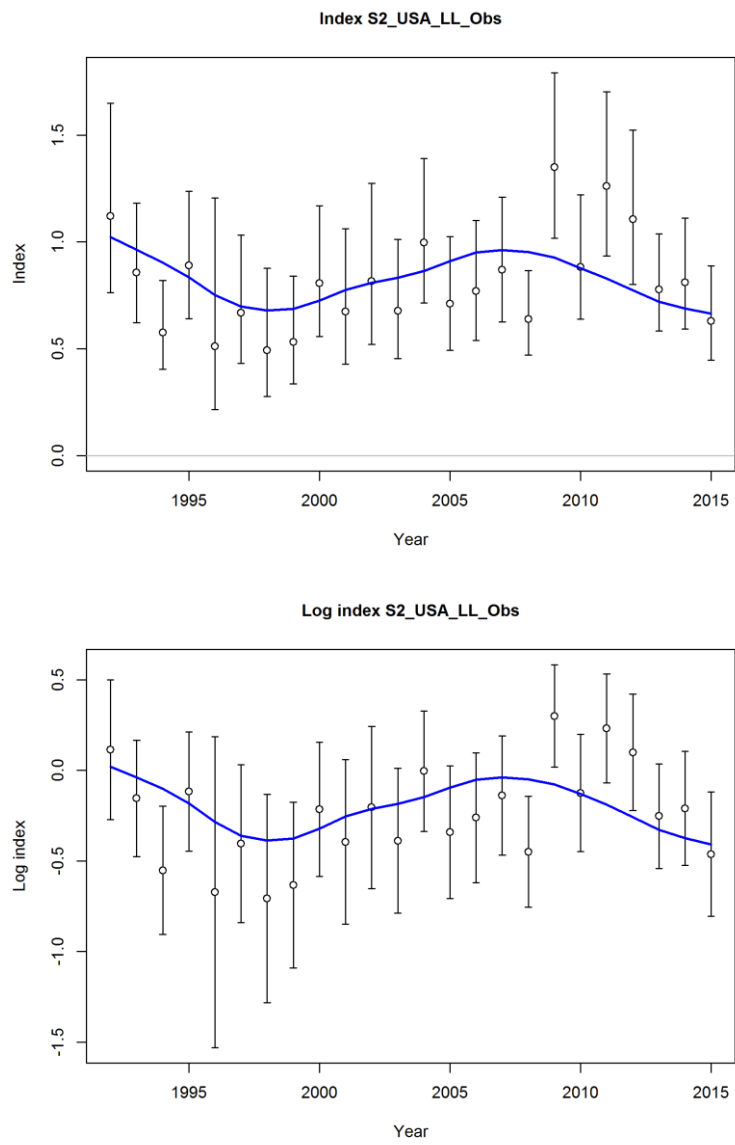 Index S2_USA_LL_Obs
Index
1.5
1.0
0.5
0.0
1995 2000 2005 2010 2015
Year
Log index S2_USA_LL_Obs
Log index
0.5
0.0
-0.5
-1.0
-1.5
1995 2000 2005 2010 2015
Year